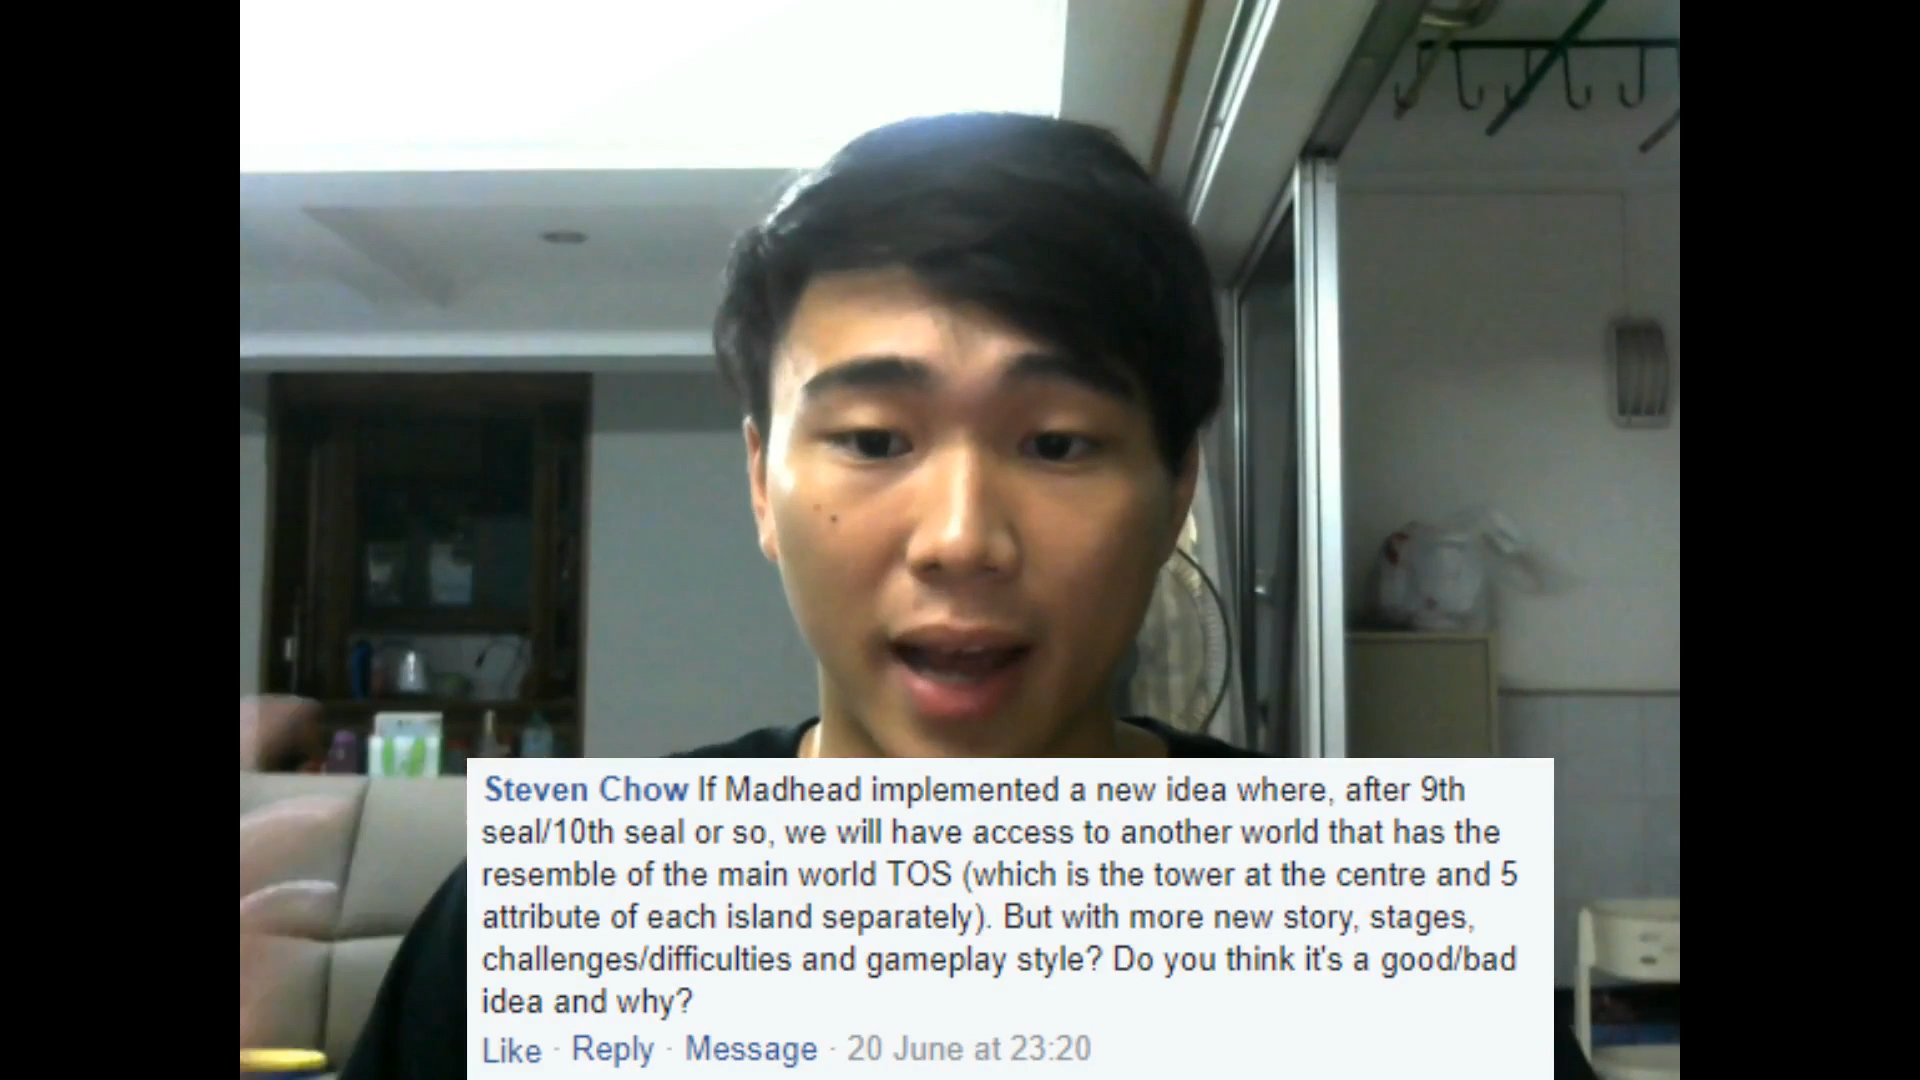 Steven Chow If Madhead implemented a new idea where, after 9th
seal/10th seal or so, we will have access to another world that has the
resemble of the main world TOS (which is the tower at the centre and 5
attribute of each island separately). But with more new story, stages,
challenges/difficulties and gameplay style? Do you think it's a good/bad
idea and why?
Like · Reply · Message · 20 June at 23:20